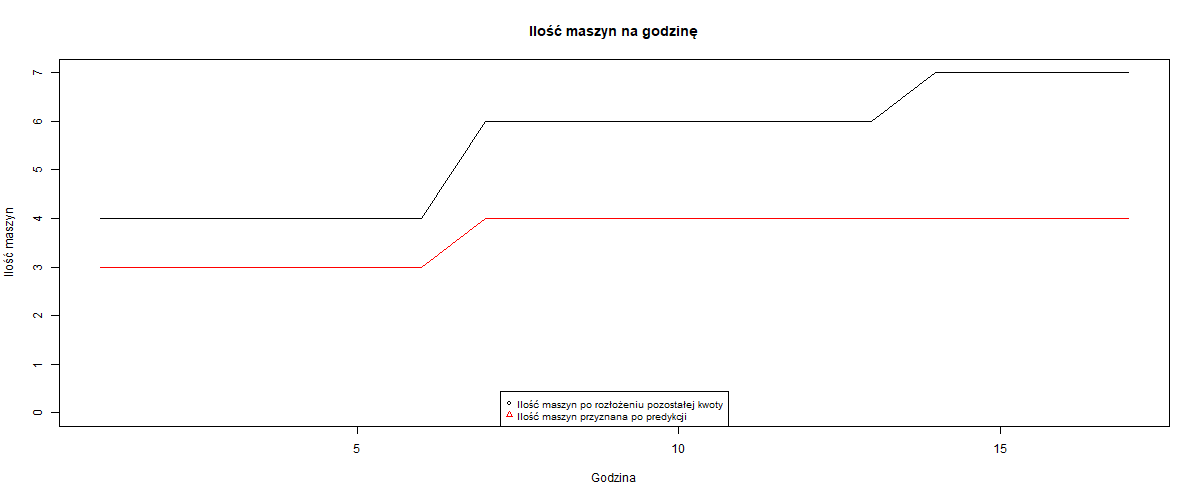 Ilość maszyn na godzinę
Ilość maszyn
7
6
5
4
3
2
1
0
Ilość maszyn po rozłożeniu pozostałej kwoty
Ilość maszyn przyznana po predykcji
5 10 15
Godzina